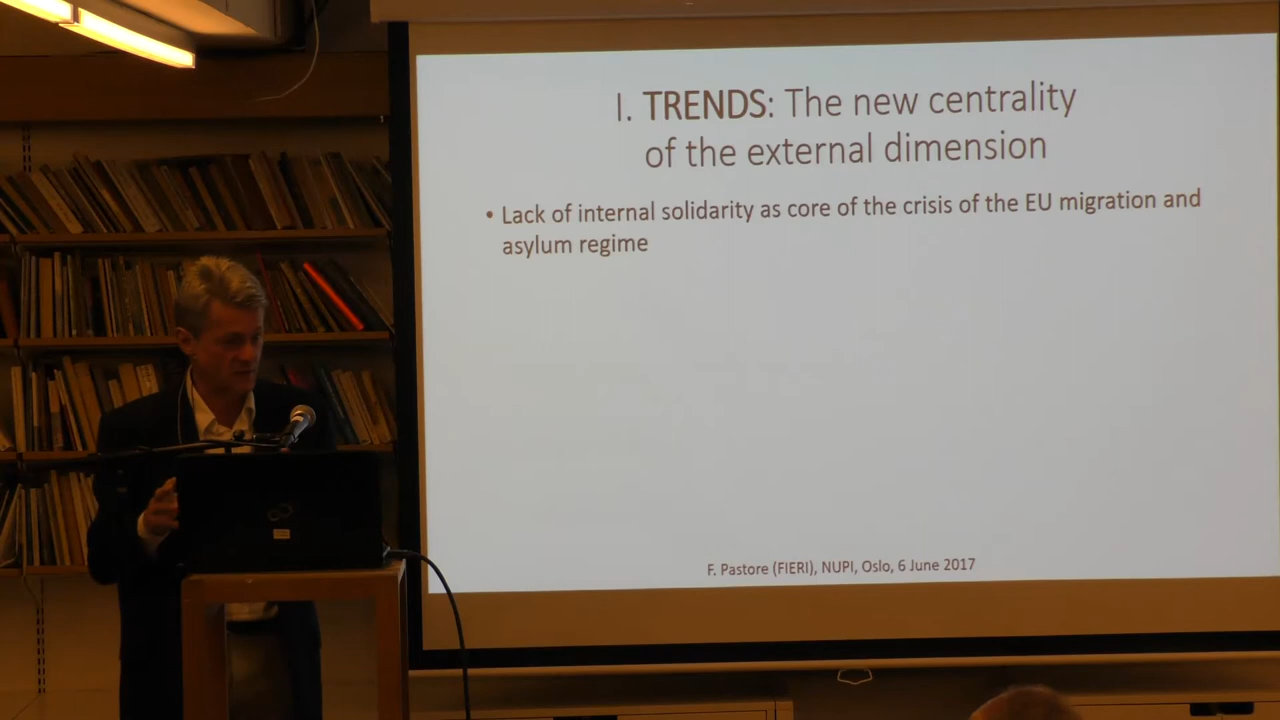 I. TRENDS: The new centrality
of the external dimension
• Lack of internal solidarity as core of the crisis of the EU migration and
asylum regime
F. Pastore (FIERI), NUPI, Oslo, 6 June 2017